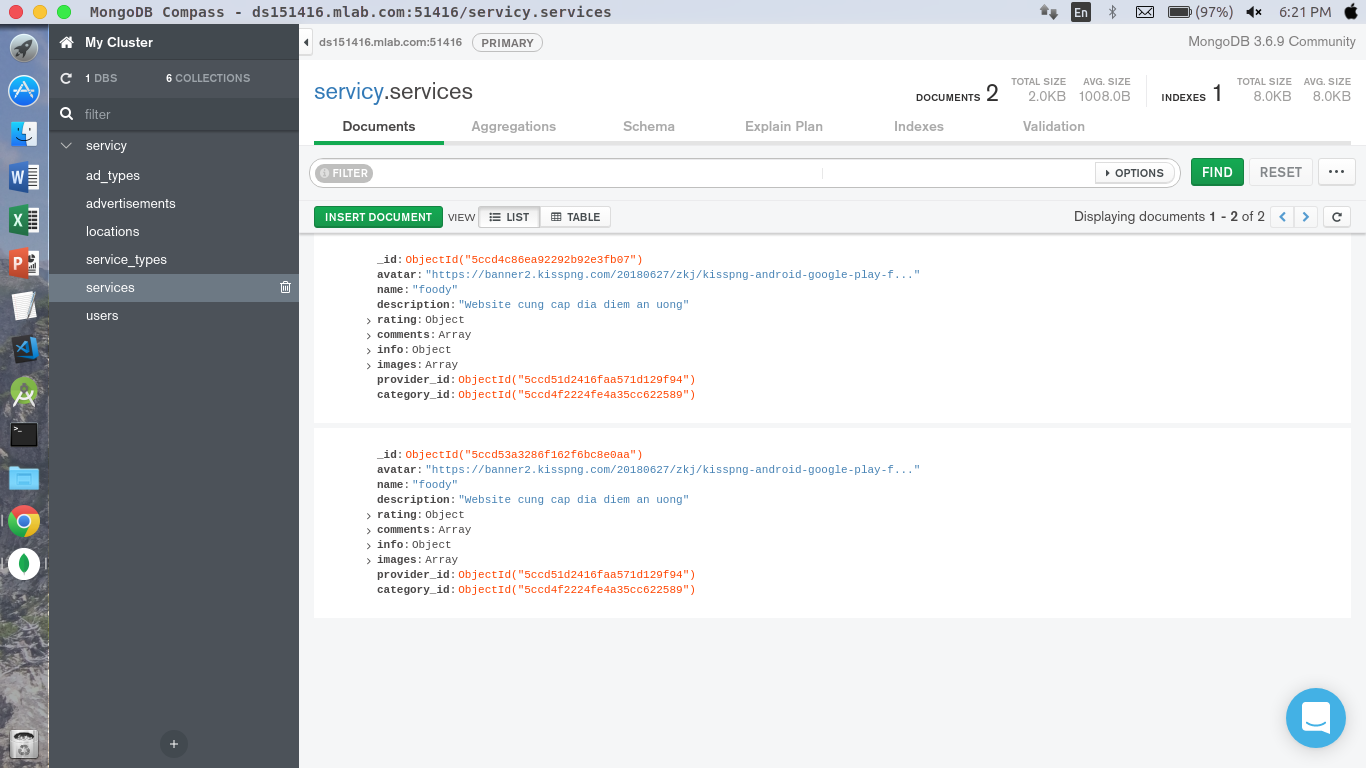 MongoDB Compass - ds151416.mlab.com:51416/servicy.services
En
(97%)
6:21 PM
My Cluster
ds151416.mlab.com:51416
PRIMARY
MongoDB 3.6.9 Community
1 DBS
6 COLLECTIONS
filter
servicy.services
DOCUMENTS 2
TOTAL SIZE
2.0KB
AVG. SIZE
1008.0B
INDEXES 1
TOTAL SIZE
8.0KB
AVG. SIZE
8.0KB
Documents
Aggregations
Schema
Explain Plan
Indexes
Validation
servicy
ad_types
advertisements
locations
service_types
services
users
FILTER
OPTIONS
FIND
RESET
INSERT DOCUMENT
VIEW
LIST
TABLE
Displaying documents 1 - 2 of 2
_id:ObjectId("5ccd4c86ea92292b92e3fb07")
avatar:"https://banner2.kisspng.com/20180627/zkj/kisspng-android-google-play-f..."
name:"foody"
description:"Website cung cap dia diem an uong"
rating:Object
comments:Array
info:Object
images:Array
provider_id:ObjectId("5ccd51d2416faa571d129f94")
category_id:ObjectId("5ccd4f2224fe4a35cc622589")
_id:ObjectId("5ccd53a3286f162f6bc8e0aa")
avatar:"https://banner2.kisspng.com/20180627/zkj/kisspng-android-google-play-f..."
name:"foody"
description:"Website cung cap dia diem an uong"
rating:Object
comments:Array
info:Object
images:Array
provider_id:ObjectId("5ccd51d2416faa571d129f94")
category_id:ObjectId("5ccd4f2224fe4a35cc622589")